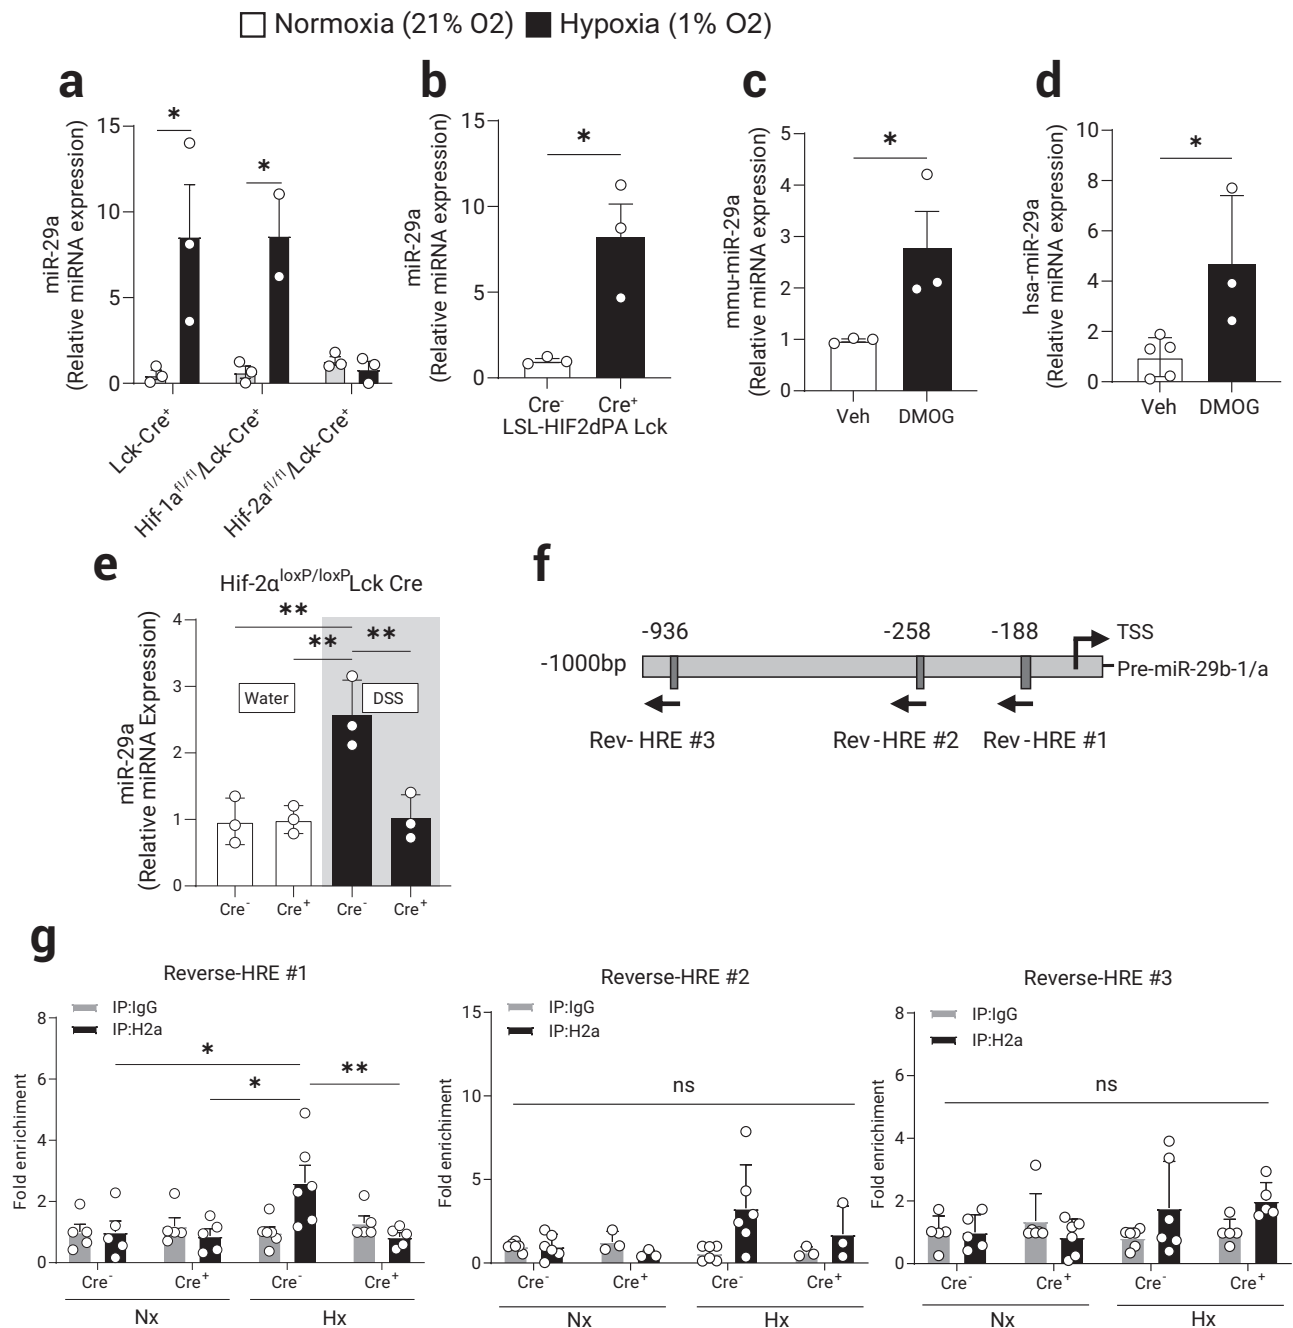 Normoxia (21% O2) Hypoxia (1% O2)
a
miR-29a
(Relative miRNA expression)
15
10
5
0
*
*
Lck-Cre+
Hif-1afl/fl/Lck-Cre+
Hif-2afl/fl/Lck-Cre+
b
miR-29a
(Relative miRNA expression)
15
10
5
0
*
Cre- Cre+
LSL-HIF2dPA Lck
c
mmu-miR-29a
(Relative miRNA expression)
5
4
3
2
1
0
*
Veh DMOG
d
hsa-miR-29a
(Relative miRNA expression)
10
8
6
4
2
0
*
Veh DMOG
e
Hif-2αloxP/loxPLck Cre
miR-29a
(Relative miRNA Expression)
4
3
2
1
0
**
** **
Water DSS
Cre- Cre+ Cre- Cre+
f
-936 -258 -188 TSS
-1000bp Pre-miR-29b-1/a
Rev- HRE #3 Rev-HRE #2 Rev-HRE #1
g
Reverse-HRE #1
IP:IgG
IP:H2a
Fold enrichiment
8
6
4
2
0
*
* **
Cre- Cre+ Cre- Cre+
Nx Hx
Reverse-HRE #2
IP:IgG
IP:H2a
Fold enrichment
15
10
5
0
ns
Cre- Cre+ Cre- Cre+
Nx Hx
Reverse-HRE #3
IP:IgG
IP:H2a
Fold enrichment
8
6
4
2
0
ns
Cre- Cre+ Cre- Cre+
Nx Hx